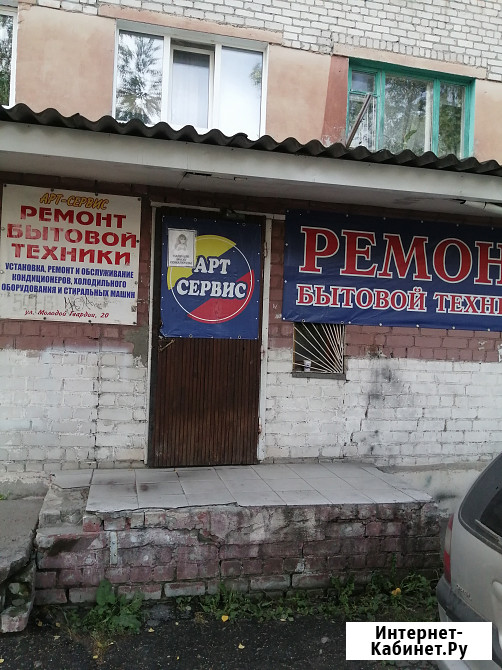 АРТ-СЕРВИС
РЕМОНТ
БЫТОВОЙ
ТЕХНИКИ
УСТАНОВКА, РЕМОНТ И ОБСЛУЖИВАНИЕ
КОНДИЦИОНЕРОВ, ХОЛОДИЛЬНОГО
ОБОРУДОВАНИЯ И СТИРАЛЬНЫХ МАШИН
ул. Молодой Гвардии, 20
АРТ
СЕРВИС
РЕМОН
БЫТОВОЙ ТЕХН
Интернет-
Кабинет.Ру